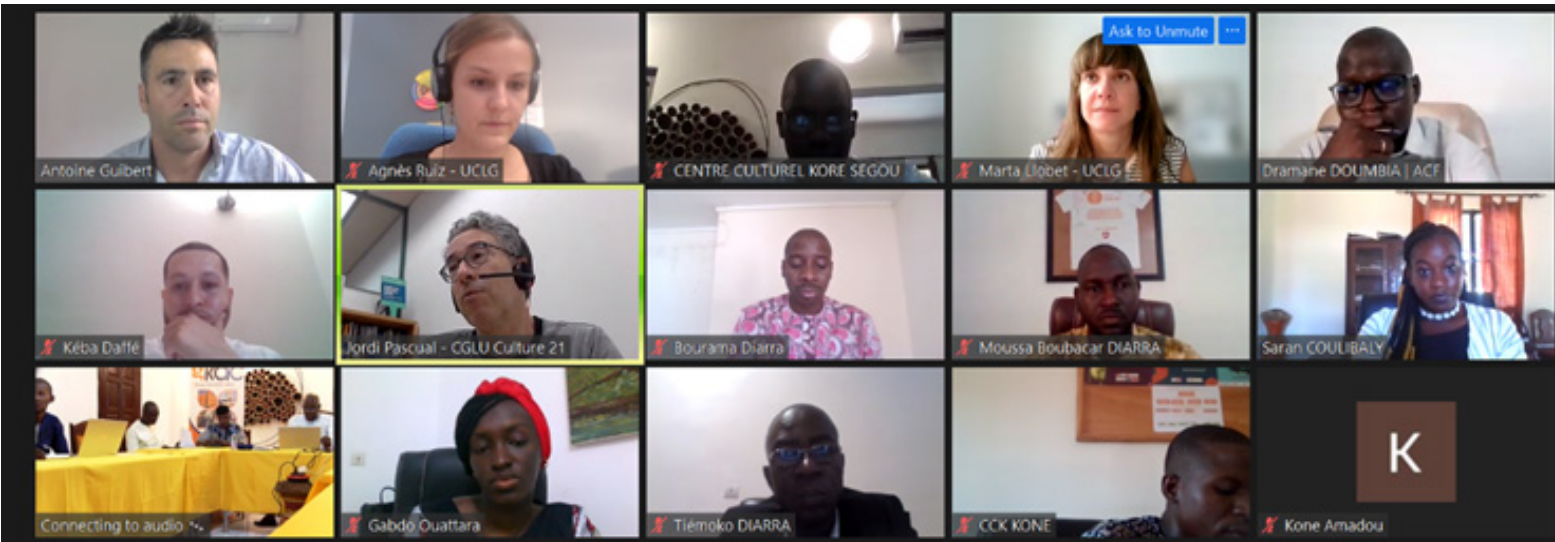 Ask to Unmute
Antoine Guibert
Agnès Ruiz - UCLG
CENTRE CULTUREL KORE SEGOU
Marta Llobet - UCLG
Dramane DOUMBIA | ACF
Kéba Daffé
Jordi Pascual - CGLU Culture 21
Bourama Diarra
Moussa Boubacar DIARRA
Saran COULIBALY
KCIC
Connecting to audio
Gabdo Ouattara
Tiémoko DIARRA
CCK KONE
K
Kone Amadou